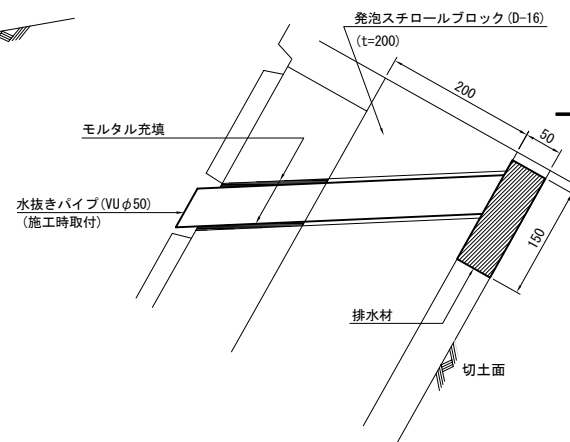 発泡スチロールブロック(D-16)
(t=200)
200
50
モルタル充填
水抜きパイプ(VUφ50)
(施工時取付)
150
排水材
切土面